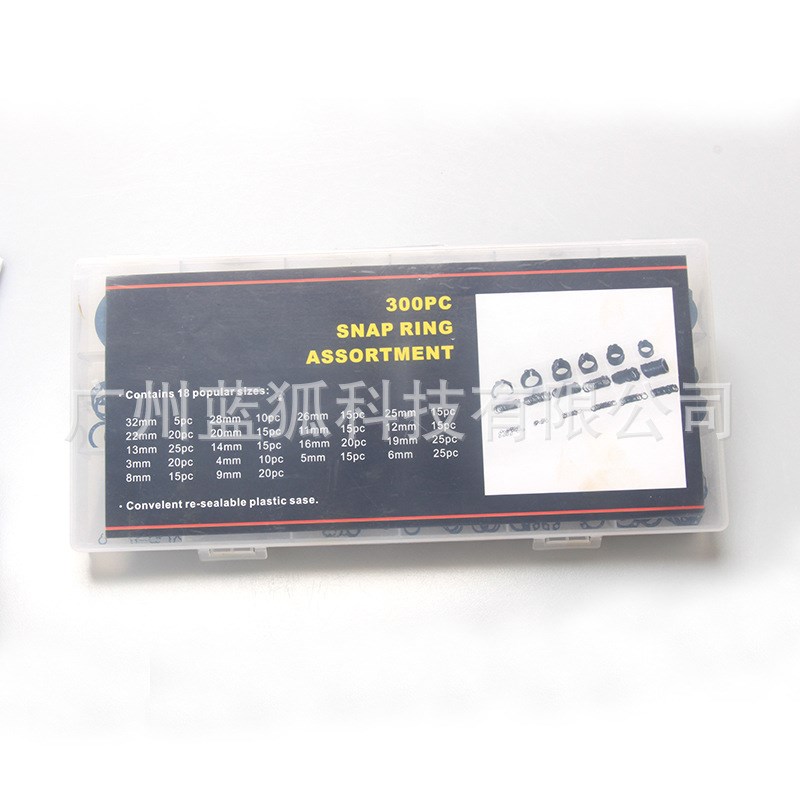 300PC
SNAP RING
ASSORTMENT
Contains 18 popular sizes:
32mm 5pc 28mm 10pc 26mm 15pc 25mm 15pc
22mm 20pc 20mm 15pc 11mm 15pc 12mm 15pc
13mm 25pc 14mm 15pc 16mm 20pc 19mm 25pc
3mm 20pc 4mm 10pc 5mm 15pc 6mm 25pc
8mm 15pc 9mm 20pc
· Convelent re-sealable plastic sase.
广州蓝狐科技有限公司